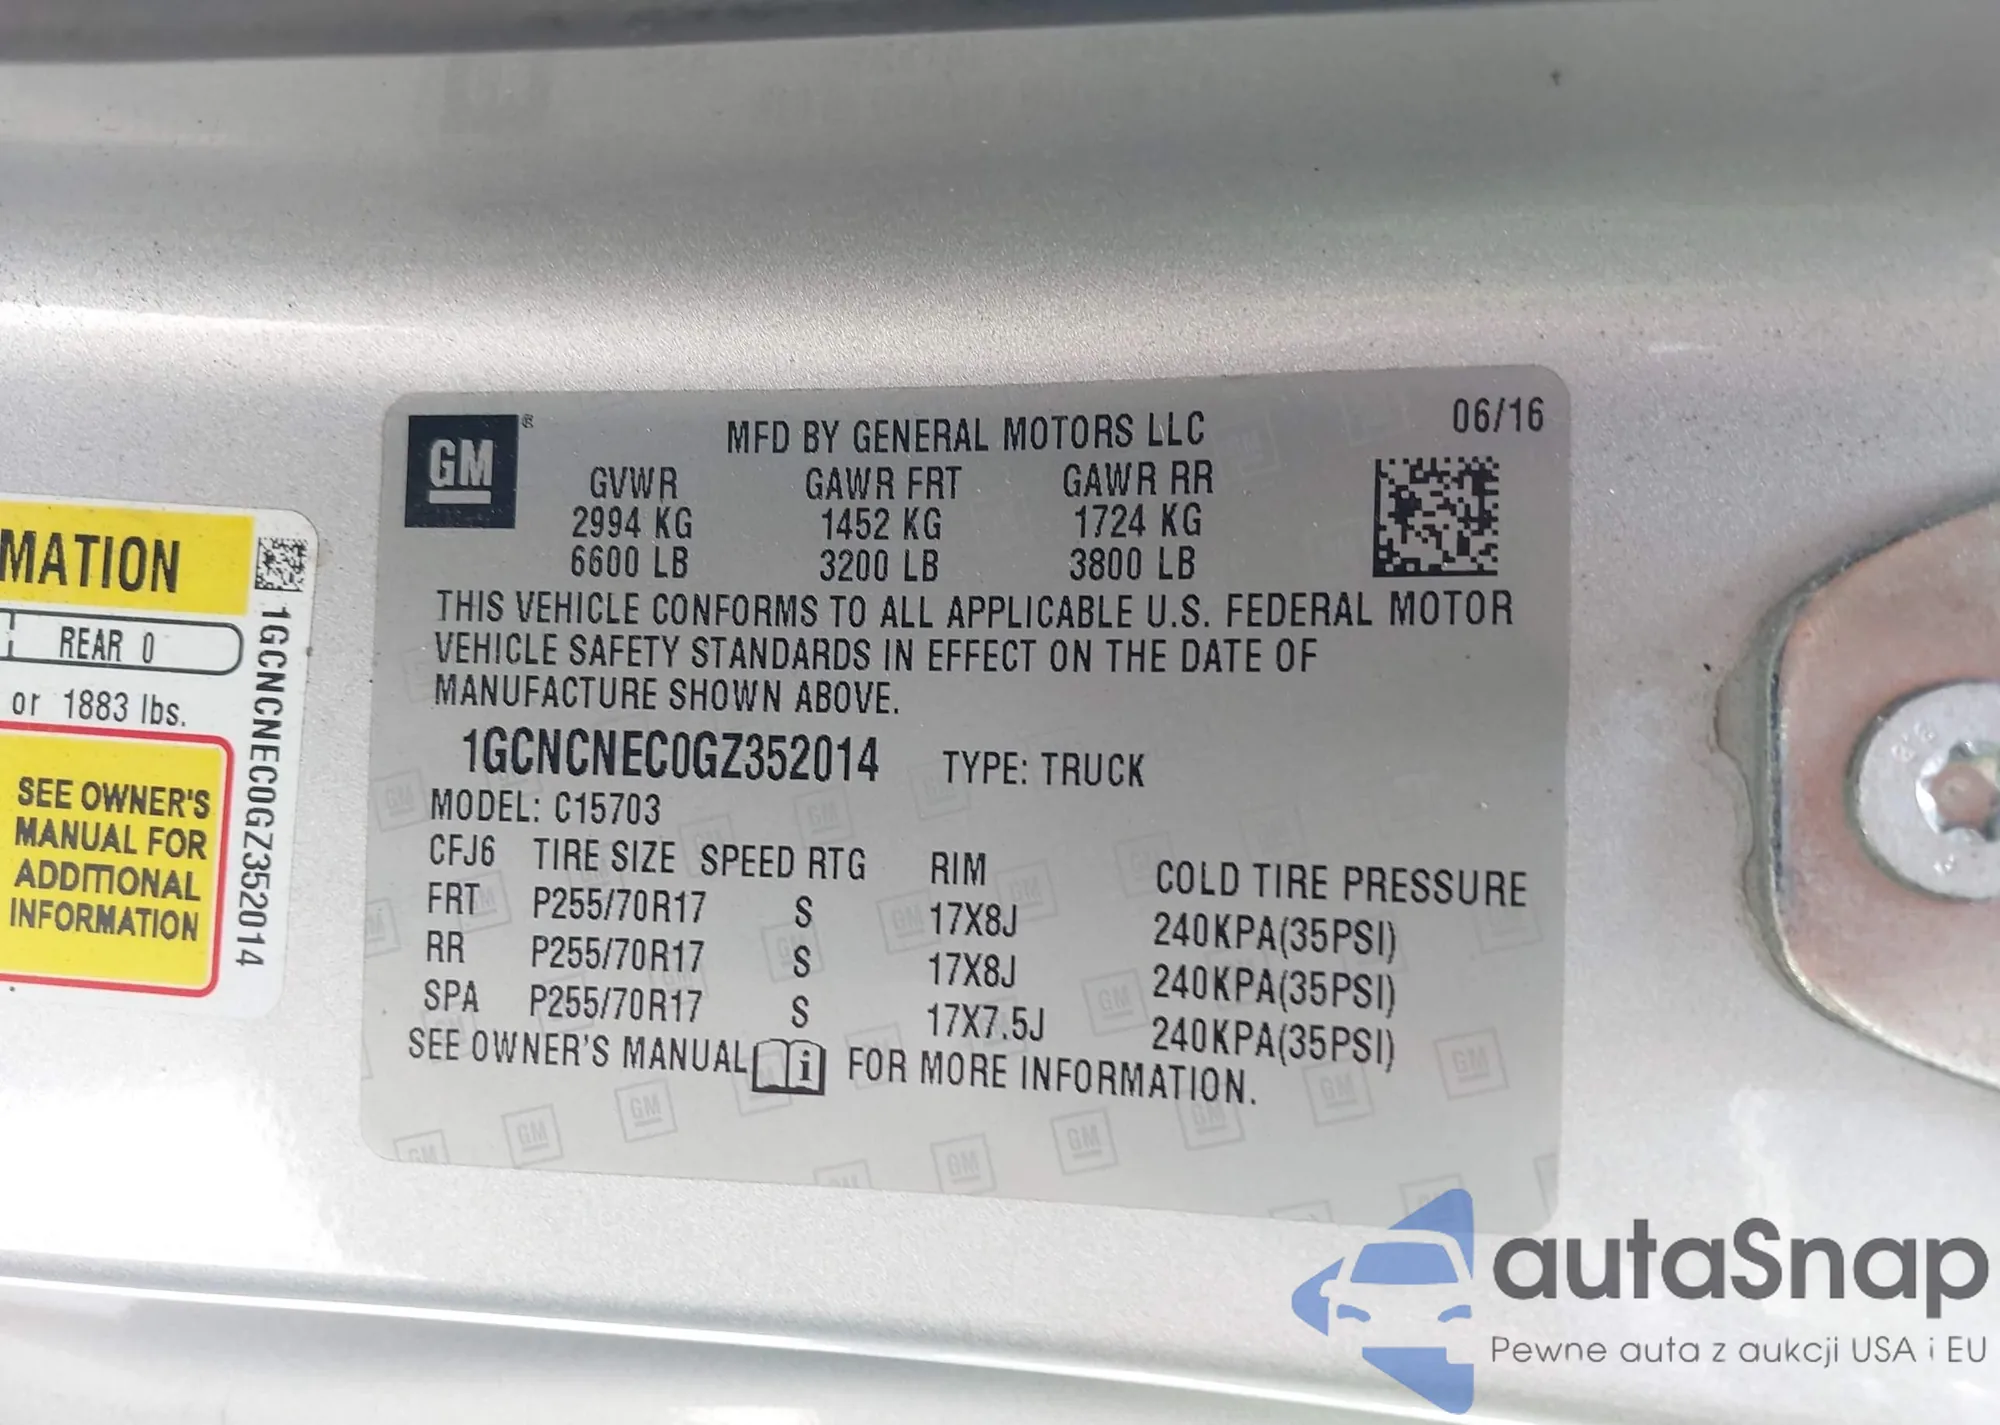 MATION
REAR 0
or 1883 lbs.
SEE OWNER'S
MANUAL FOR
ADDITIONAL
INFORMATION
1GCNCNEC0GZ352014
GM®
MFD BY GENERAL MOTORS LLC 06/16
GVWR GAWR FRT GAWR RR
2994 KG 1452 KG 1724 KG
6600 LB 3200 LB 3800 LB
THIS VEHICLE CONFORMS TO ALL APPLICABLE U.S. FEDERAL MOTOR
VEHICLE SAFETY STANDARDS IN EFFECT ON THE DATE OF
MANUFACTURE SHOWN ABOVE.
1GCNCNEC0GZ352014 TYPE: TRUCK
MODEL: C15703
CFJ6 TIRE SIZE SPEED RTG RIM COLD TIRE PRESSURE
FRT P255/70R17 S 17X8J 240KPA(35PSI)
RR P255/70R17 S 17X8J 240KPA(35PSI)
SPA P255/70R17 S 17X7.5J 240KPA(35PSI)
SEE OWNER'S MANUAL i FOR MORE INFORMATION.
autaSnap
Pewne auta z aukcji USA i EU